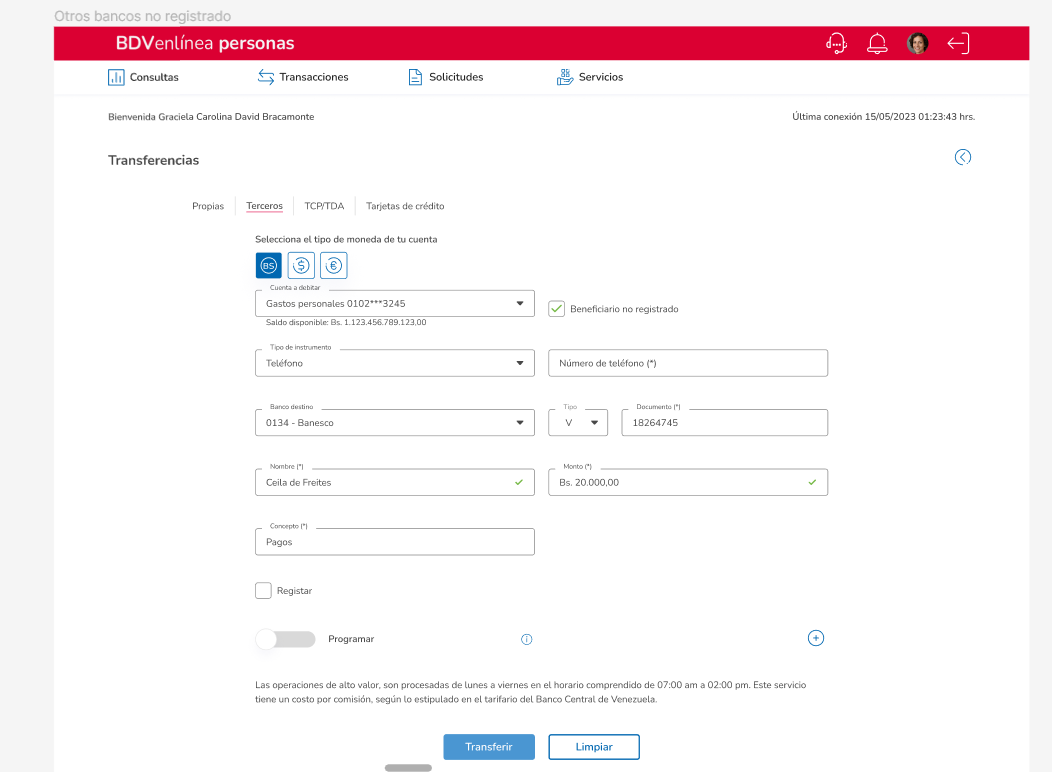 Otros bancos no registrado
BDVenlínea personas
Consultas
Transacciones
Solicitudes
Servicios
Bienvenida Graciela Carolina David Bracamonte
Última conexión 15/05/2023 01:23:43 hrs.
Transferencias
Propias
Terceros
TCP/TDA
Tarjetas de crédito
Selecciona el tipo de moneda de tu cuenta
BS
$
€
Cuenta a debitar
Gastos personales 0102***3245
Beneficiario no registrado
Saldo disponible: Bs. 1.123.456.789.123,00
Tipo de instrumento
Teléfono
Número de teléfono (*)
Banco destino
0134 - Banesco
Tipo
V
Documento (*)
18264745
Nombre (*)
Ceila de Freites
Monto (*)
Bs. 20.000,00
Concepto (*)
Pagos
Registar
Programar
Las operaciones de alto valor, son procesadas de lunes a viernes en el horario comprendido de 07:00 am a 02:00 pm. Este servicio
tiene un costo por comisión, según lo estipulado en el tarifario del Banco Central de Venezuela.
Transferir
Limpiar